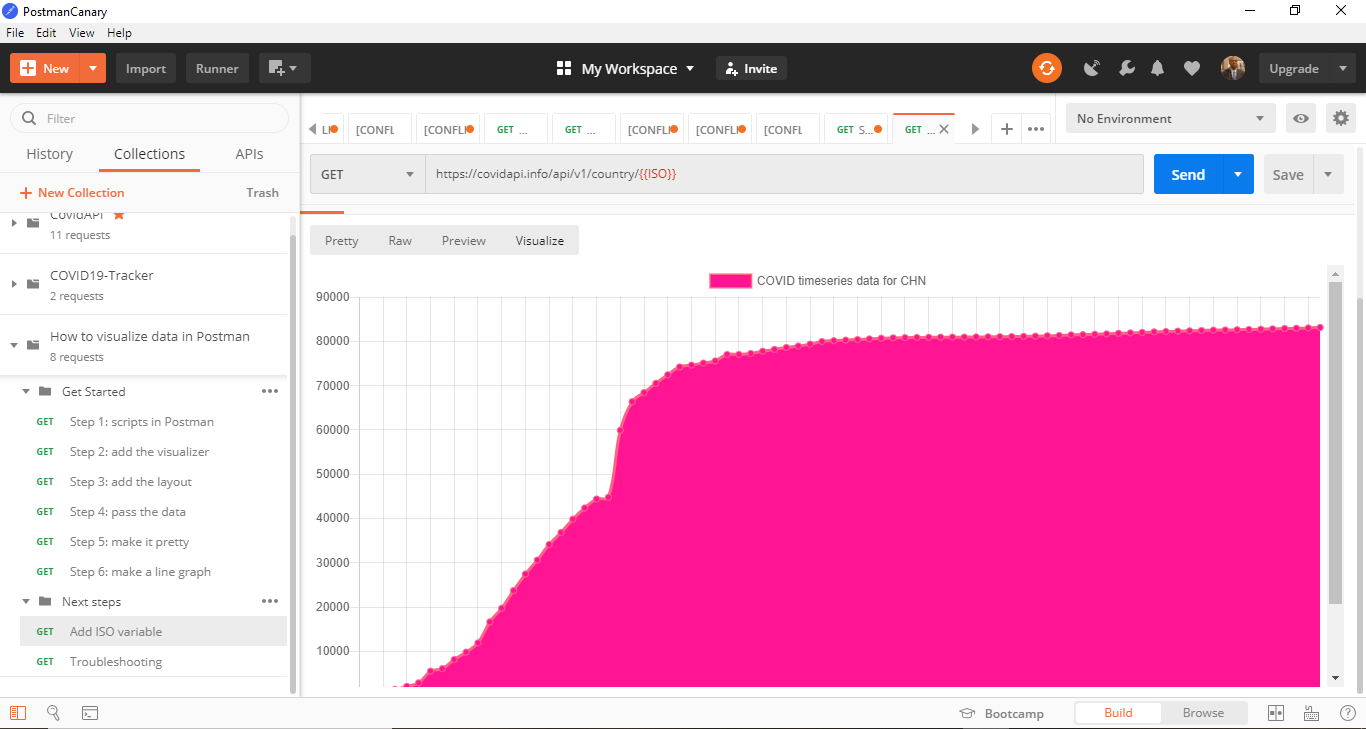 PostmanCanary
File Edit View Help
New Import Runner My Workspace Invite Upgrade
Filter
History Collections APIs
New Collection Trash
CovidAPI
11 requests
COVID19-Tracker
2 requests
How to visualize data in Postman
8 requests
Get Started
GET Step 1: scripts in Postman
GET Step 2: add the visualizer
GET Step 3: add the layout
GET Step 4: pass the data
GET Step 5: make it pretty
GET Step 6: make a line graph
Next steps
GET Add ISO variable
GET Troubleshooting
LI [CONFL [CONFLI GET ... GET ... [CONFLI [CONFLI [CONFL GET S... GET ...
No Environment
GET https://covidapi.info/api/v1/country/{{ISO}} Send Save
Pretty Raw Preview Visualize
COVID timeseries data for CHN
90000
80000
70000
60000
50000
40000
30000
20000
10000
Bootcamp Build Browse